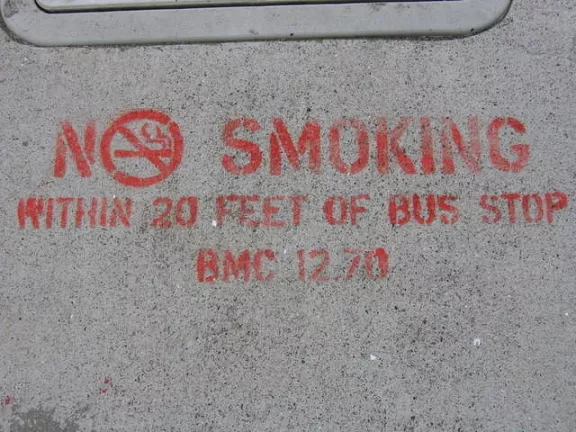 NO SMOKING
WITHIN 20 FEET OF BUS STOP
BMC 12.70